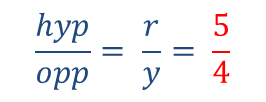 hyp/opp = r/y = 5/4